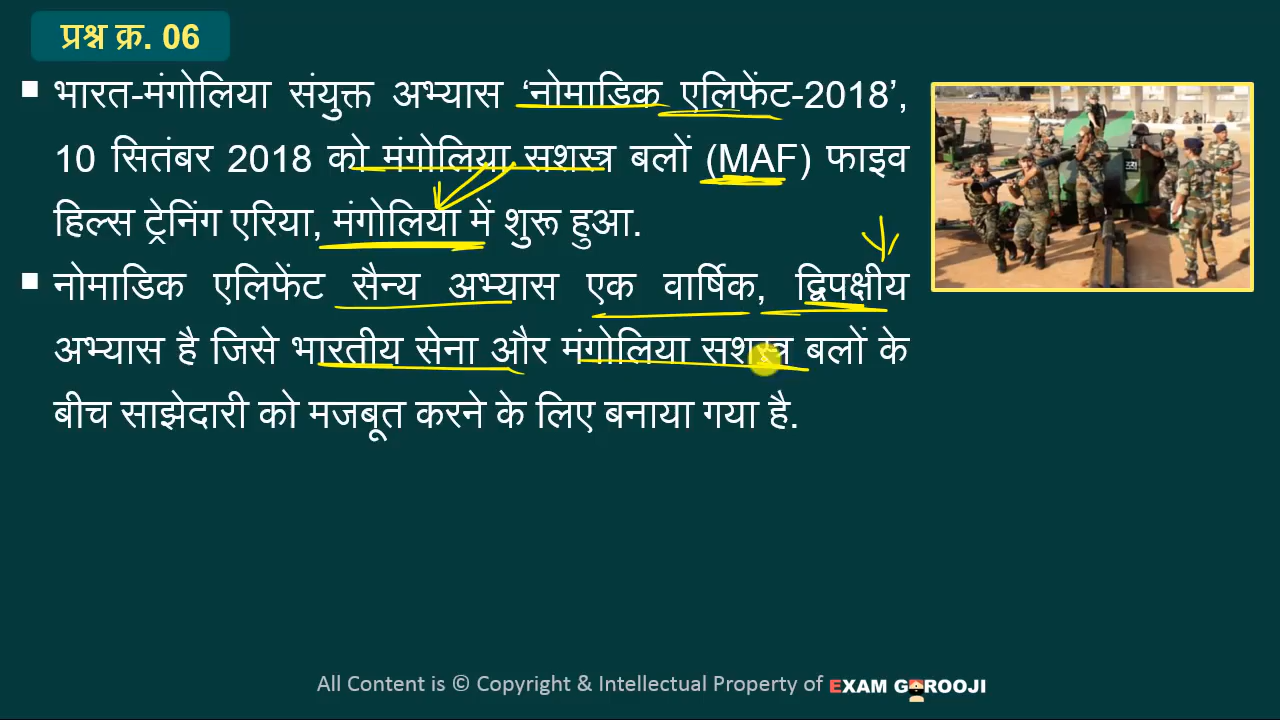 प्रश्न क्र. 06
▪ भारत-मंगोलिया संयुक्त अभ्यास ‘नोमाडिक एलिफेंट-2018’,
10 सितंबर 2018 को मंगोलिया सशस्त्र बलों (MAF) फाइव
हिल्स ट्रेनिंग एरिया, मंगोलिया में शुरू हुआ.
▪ नोमाडिक एलिफेंट सैन्य अभ्यास एक वार्षिक, द्विपक्षीय
अभ्यास है जिसे भारतीय सेना और मंगोलिया सशस्त्र बलों के
बीच साझेदारी को मजबूत करने के लिए बनाया गया है.
All Content is © Copyright & Intellectual Property of EXAM GUROOJI